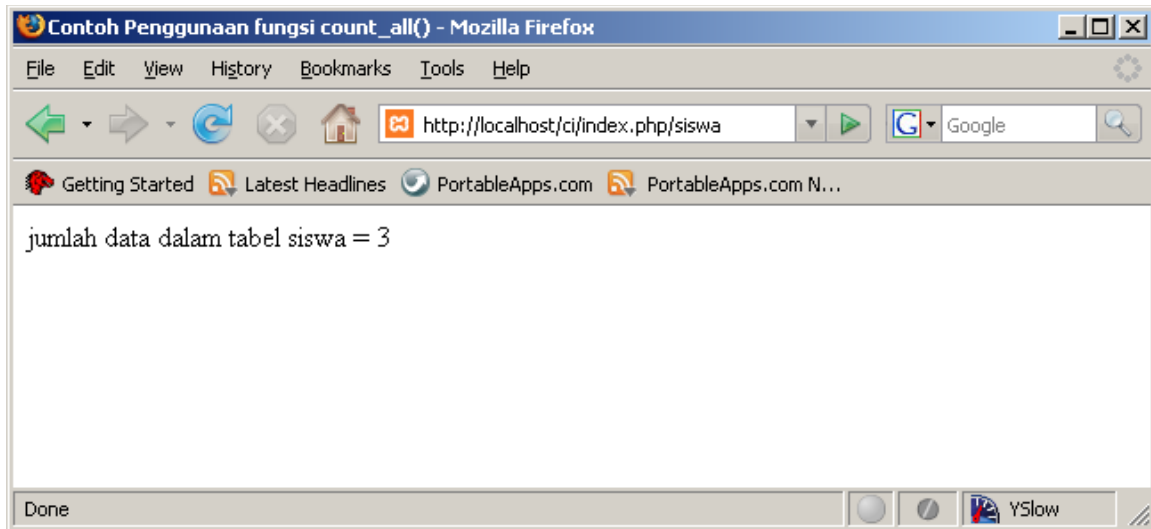 Contoh Penggunaan fungsi count_all() - Mozilla Firefox
File Edit View History Bookmarks Tools Help
http://localhost/ci/index.php/siswa G Google
Getting Started Latest Headlines PortableApps.com PortableApps.com N...
jumlah data dalam tabel siswa = 3
Done YSlow